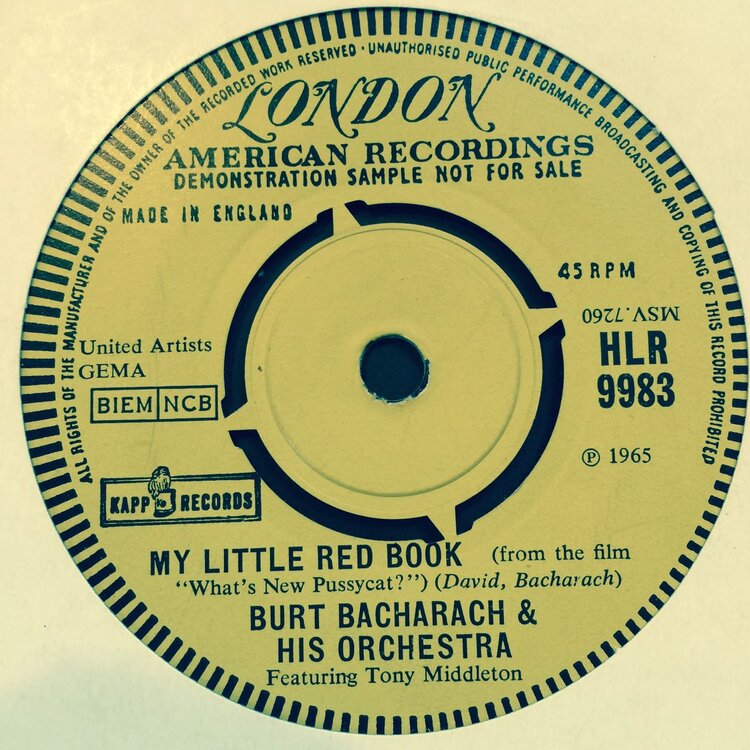 ALL RIGHTS OF THE MANUFACTURER AND OF THE OWNER OF THE RECORDED WORK RESERVED · UNAUTHORISED PUBLIC PERFORMANCE BROADCASTING AND COPYING OF THIS RECORD PROHIBITED
LONDON
AMERICAN RECORDINGS
DEMONSTRATION SAMPLE NOT FOR SALE
MADE IN ENGLAND
45 RPM
MSV.7260
United Artists
GEMA
BIEM NCB
HLR
9983
℗ 1965
KAPP RECORDS
MY LITTLE RED BOOK (from the film
"What's New Pussycat?") (David, Bacharach)
BURT BACHARACH &
HIS ORCHESTRA
Featuring Tony Middleton